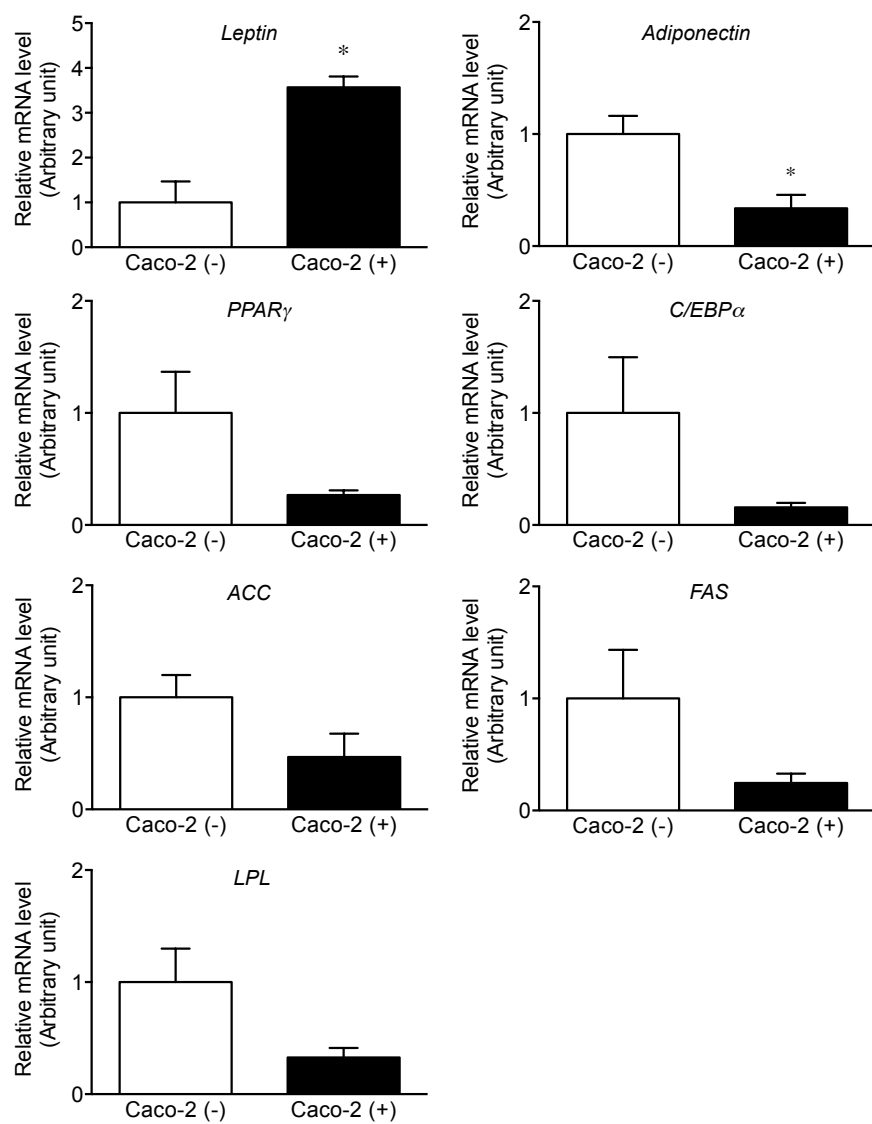 Leptin
Relative mRNA level
(Arbitrary unit)
5
4
3
2
1
0
*
Caco-2 (-)
Caco-2 (+)
Adiponectin
Relative mRNA level
(Arbitrary unit)
2
1
0
*
Caco-2 (-)
Caco-2 (+)
PPARγ
Relative mRNA level
(Arbitrary unit)
2
1
0
Caco-2 (-)
Caco-2 (+)
C/EBPα
Relative mRNA level
(Arbitrary unit)
2
1
0
Caco-2 (-)
Caco-2 (+)
ACC
Relative mRNA level
(Arbitrary unit)
2
1
0
Caco-2 (-)
Caco-2 (+)
FAS
Relative mRNA level
(Arbitrary unit)
2
1
0
Caco-2 (-)
Caco-2 (+)
LPL
Relative mRNA level
(Arbitrary unit)
2
1
0
Caco-2 (-)
Caco-2 (+)